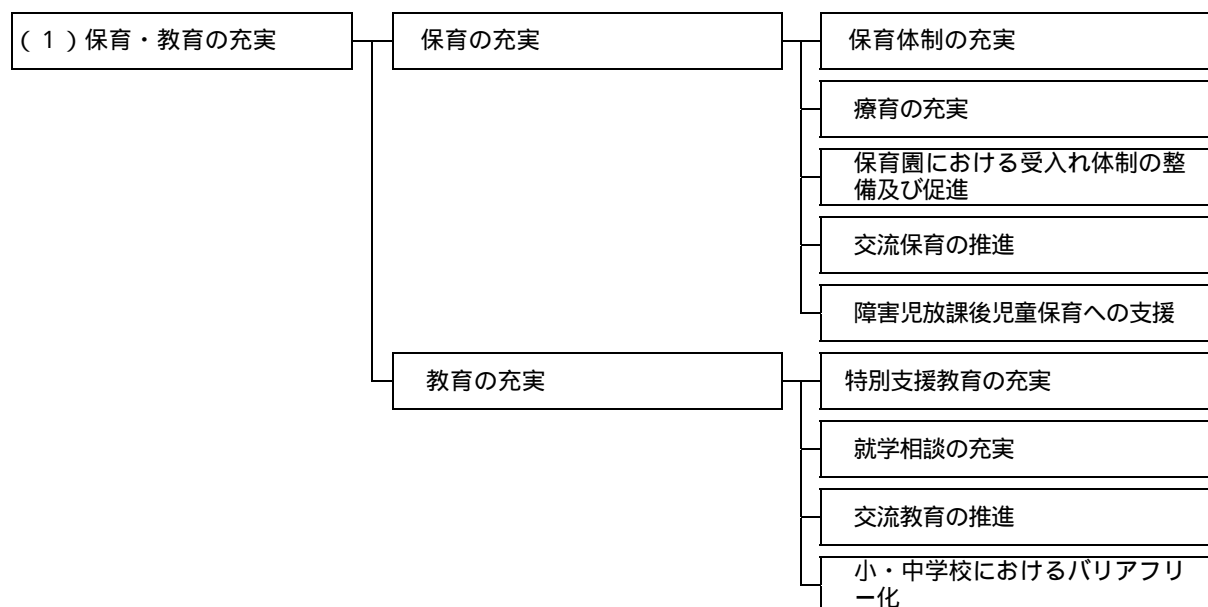 (1)保育・教育の充実
保育の充実
保育体制の充実
療育の充実
保育園における受入れ体制の整
備及び促進
交流保育の推進
障害児放課後児童保育への支援
教育の充実
特別支援教育の充実
就学相談の充実
交流教育の推進
小・中学校におけるバリアフリ
ー化